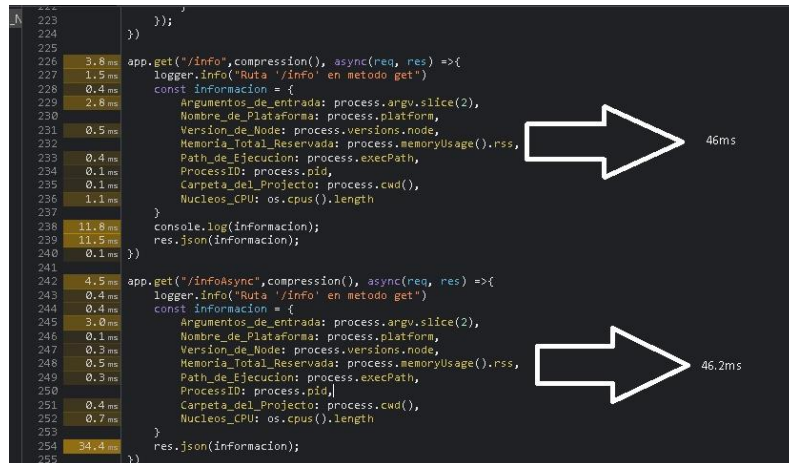 _N
223 });
224 })
225
226 3.8 ms app.get("/info",compression(), async(req, res) =>{
227 1.5 ms logger.info("Ruta '/info' en metodo get")
228 0.4 ms const informacion = {
229 2.8 ms Argumentos_de_entrada: process.argv.slice(2),
230 Nombre_de_Plataforma: process.platform,
231 0.5 ms Version_de_Node: process.versions.node,
232 Memoria_Total_Reservada: process.memoryUsage().rss,
233 0.4 ms Path_de_Ejecucion: process.execPath,
234 0.1 ms ProcessID: process.pid,
235 0.1 ms Carpeta_del_Projecto: process.cwd(),
236 1.1 ms Nucleos_CPU: os.cpus().length
237 }
238 11.8 ms console.log(informacion);
239 11.5 ms res.json(informacion);
240 0.1 ms })
46ms
241
242 4.5 ms app.get("/infoAsync",compression(), async(req, res) =>{
243 0.4 ms logger.info("Ruta '/info' en metodo get")
244 0.4 ms const informacion = {
245 3.0 ms Argumentos_de_entrada: process.argv.slice(2),
246 0.1 ms Nombre_de_Plataforma: process.platform,
247 0.3 ms Version_de_Node: process.versions.node,
248 0.5 ms Memoria_Total_Reservada: process.memoryUsage().rss,
249 0.3 ms Path_de_Ejecucion: process.execPath,
250 ProcessID: process.pid,
251 0.4 ms Carpeta_del_Projecto: process.cwd(),
252 0.7 ms Nucleos_CPU: os.cpus().length
253 }
254 34.4 ms res.json(informacion);
255 })
46.2ms